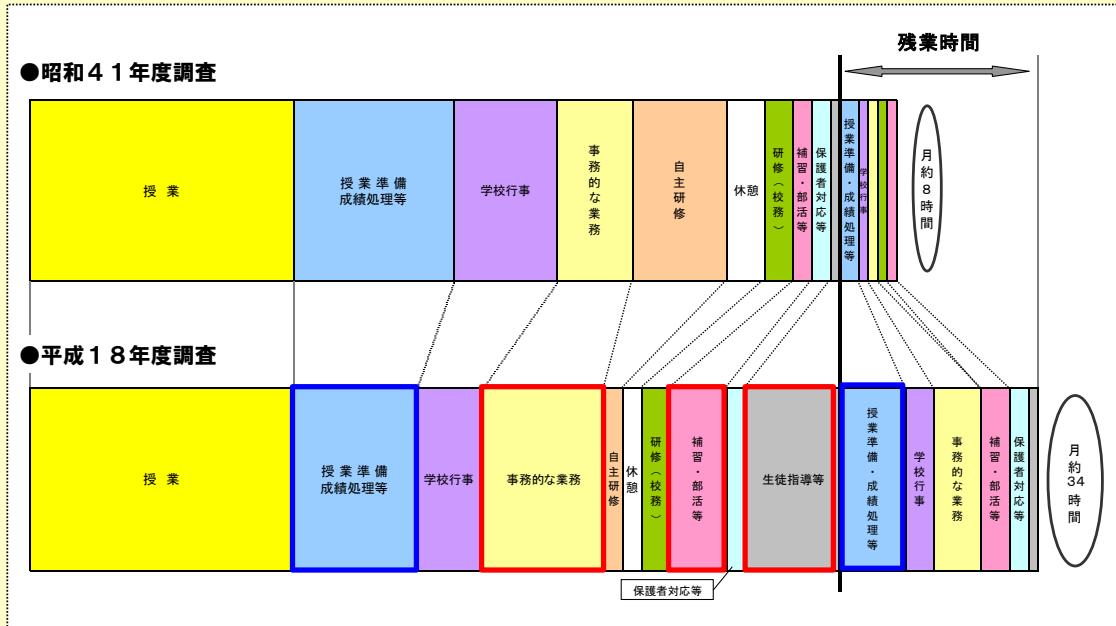 残業時間
●昭和４１年度調査
授 業
授 業 準 備
成績処理等
学校行事
事務的な業務
自主研修
休憩
研修（校務）
補習・部活等
保護者対応等
授業準備・成績処理等
学校行事
月約８時間
●平成１８年度調査
授 業
授 業 準 備
成績処理等
学校行事
事務的な業務
自主研修
休憩
研修（校務）
補習・部活等
生徒指導等
授業準備・成績処理等
学校行事
事務的な業務
補習・部活等
保護者対応等
月約34時間
保護者対応等